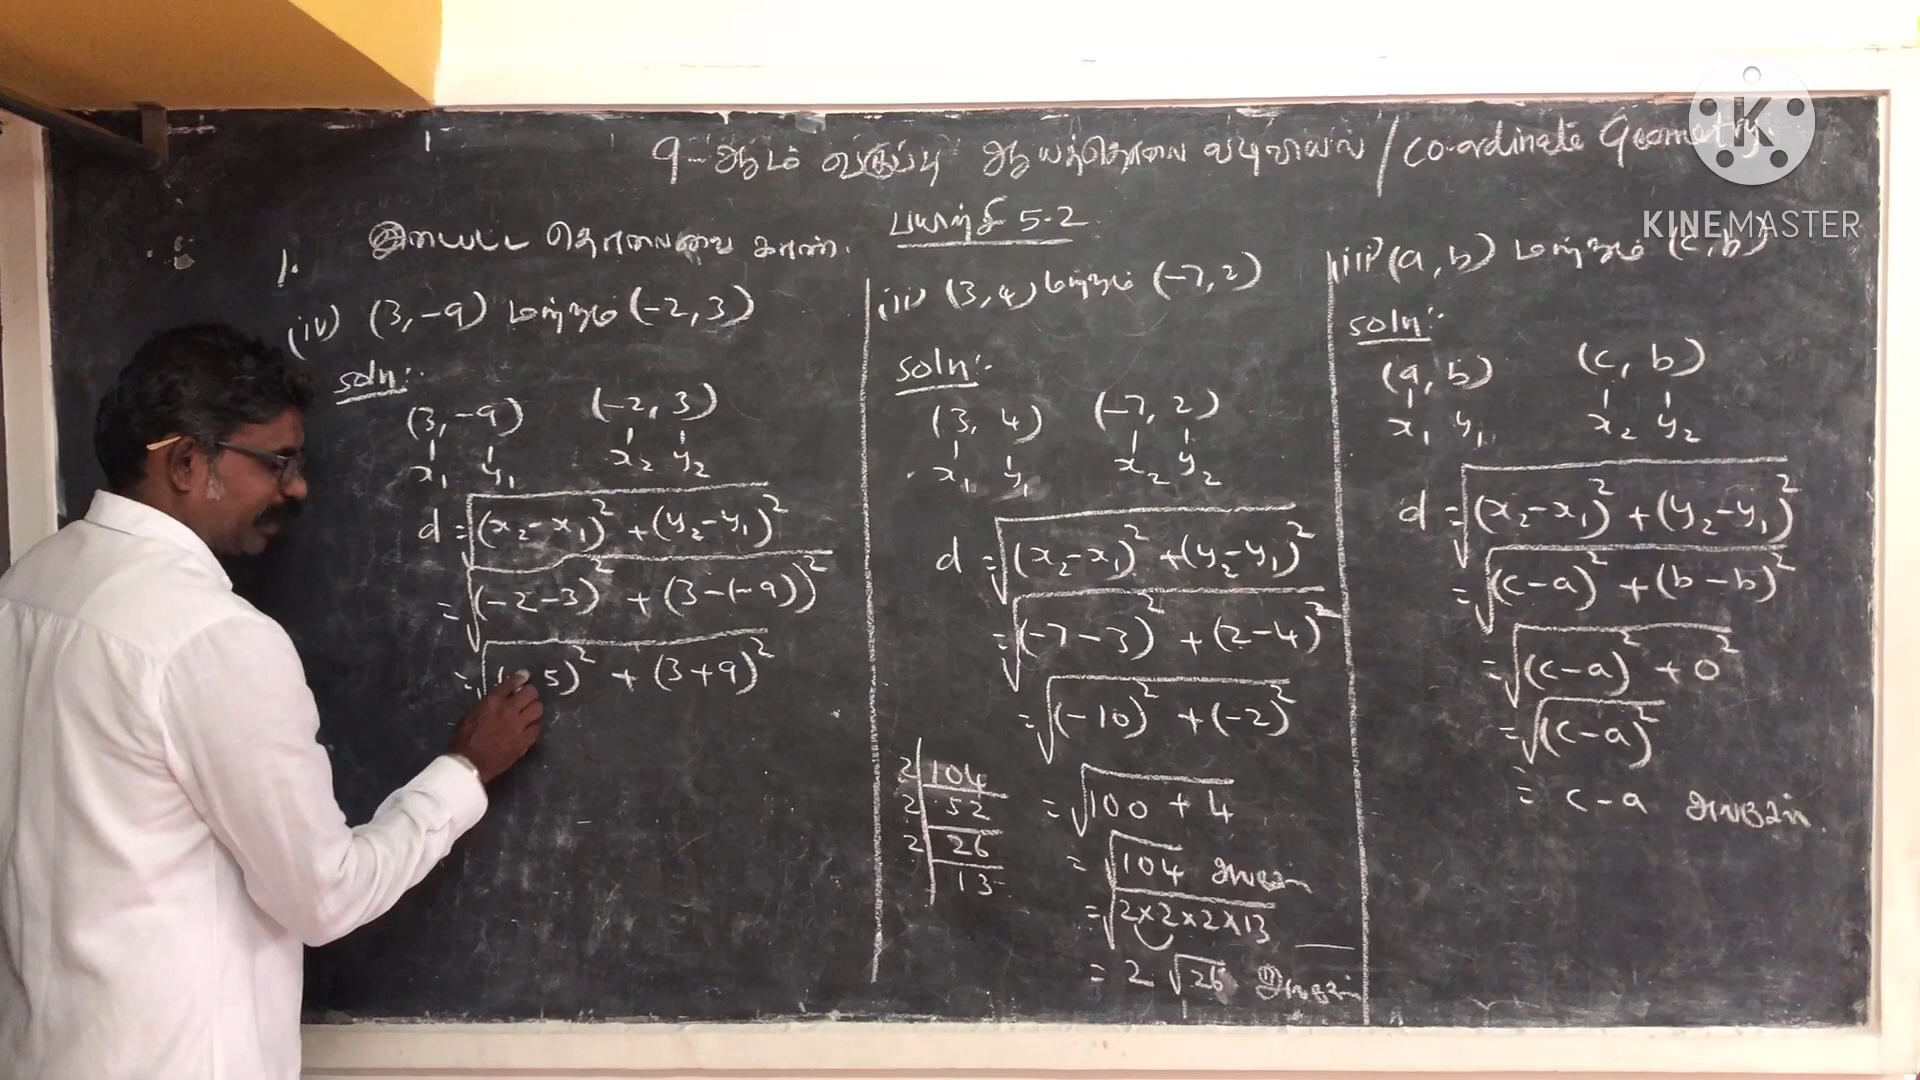 9-ஆம் வகுப்பு ஆயத்தொலை வடிவியல் / Co-ordinate Geometry
KINEMASTER
பயிற்சி 5.2
1. இடைப்பட்ட தொலைவை காண்.
(iv) (3, -9) மற்றும் (-2, 3)
soln:-
(3, -9) (-2, 3)
x₁ y₁ x₂ y₂
d = √(x₂-x₁)² + (y₂-y₁)²
= √(-2-3)² + (3-(-9))²
5)² + (3+9)²
(3, 4) மற்றும் (-7, 2)
soln:-
(3, 4) (-7, 2)
x₁ y₁ x₂ y₂
d = √(x₂-x₁)² + (y₂-y₁)²
= √(-7-3)² + (2-4)²
= √(-10)² + (-2)²
= √100 + 4
= √104
= √2×2×2×13
= 2 √26
2 104
2 52
2 26
13
iii) (a, b) மற்றும் (c, b)
soln:-
(a, b) (c, b)
x₁ y₁ x₂ y₂
d = √(x₂-x₁)² + (y₂-y₁)²
= √(c-a)² + (b-b)²
= √(c-a)² + 0²
= √(c-a)²
= c-a அலகுகள்.